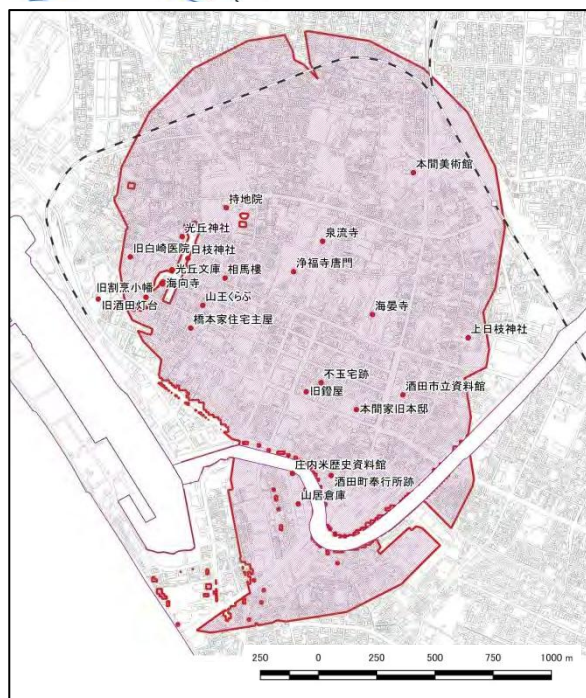 本間美術館
持地院
光丘神社
泉流寺
旧白崎医院
日枝神社
光丘文庫
相馬樓
浄福寺唐門
海向寺
旧割烹小幡
旧酒田灯台
山王くらぶ
海晏寺
橋本家住宅主屋
上日枝神社
不玉宅跡
旧鐙屋
酒田市立資料館
本間家旧本邸
庄内米歴史資料館
酒田町奉行所跡
山居倉庫
250 0 250 500 750 1000 m